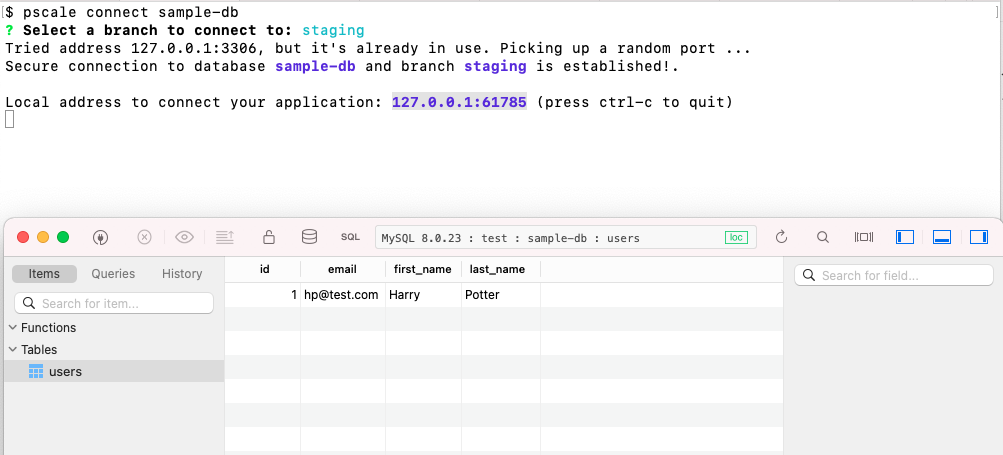 $ pscale connect sample-db
? Select a branch to connect to: staging
Tried address 127.0.0.1:3306, but it's already in use. Picking up a random port ...
Secure connection to database sample-db and branch staging is established!.
Local address to connect your application: 127.0.0.1:61785 (press ctrl-c to quit)
SQL MySQL 8.0.23 : test : sample-db : users loc
Items Queries History
Search for item...
Functions
Tables
users
id email first_name last_name
1 hp@test.com Harry Potter
Search for field...